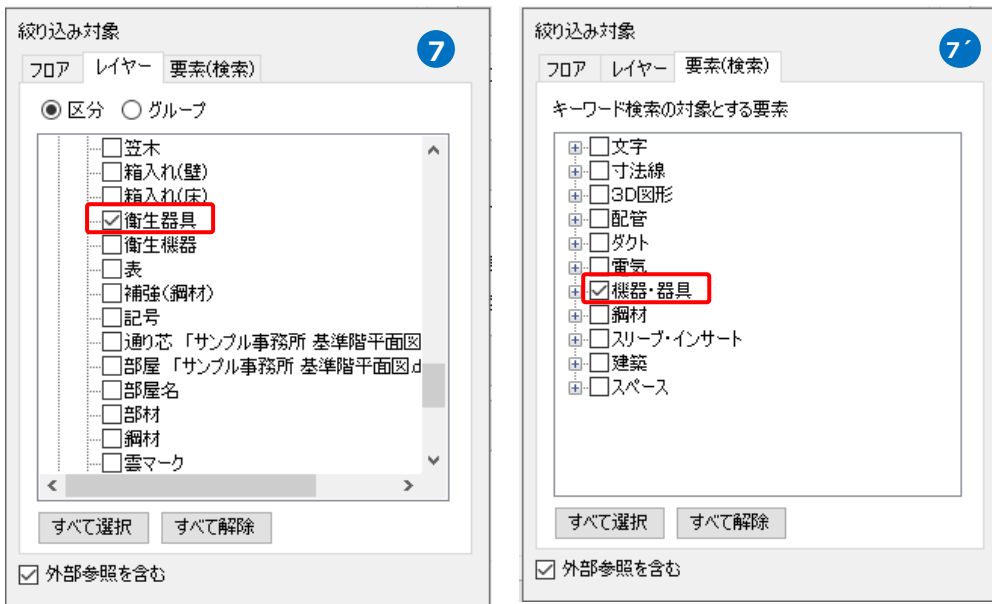 絞り込み対象
7
フロア レイヤー 要素(検索)
区分 グループ
笠木
箱入れ(壁)
箱入れ(床)
衛生器具
衛生機器
表
補強(鋼材)
記号
通り芯 「サンプル事務所 基準階平面図
部屋 「サンプル事務所 基準階平面図.d
部屋名
部材
鋼材
雲マーク
すべて選択 すべて解除
外部参照を含む
絞り込み対象
7´
フロア レイヤー 要素(検索)
キーワード検索の対象とする要素
文字
寸法線
3D図形
配管
ダクト
電気
機器・器具
鋼材
スリーブ・インサート
建築
スペース
すべて選択 すべて解除
外部参照を含む